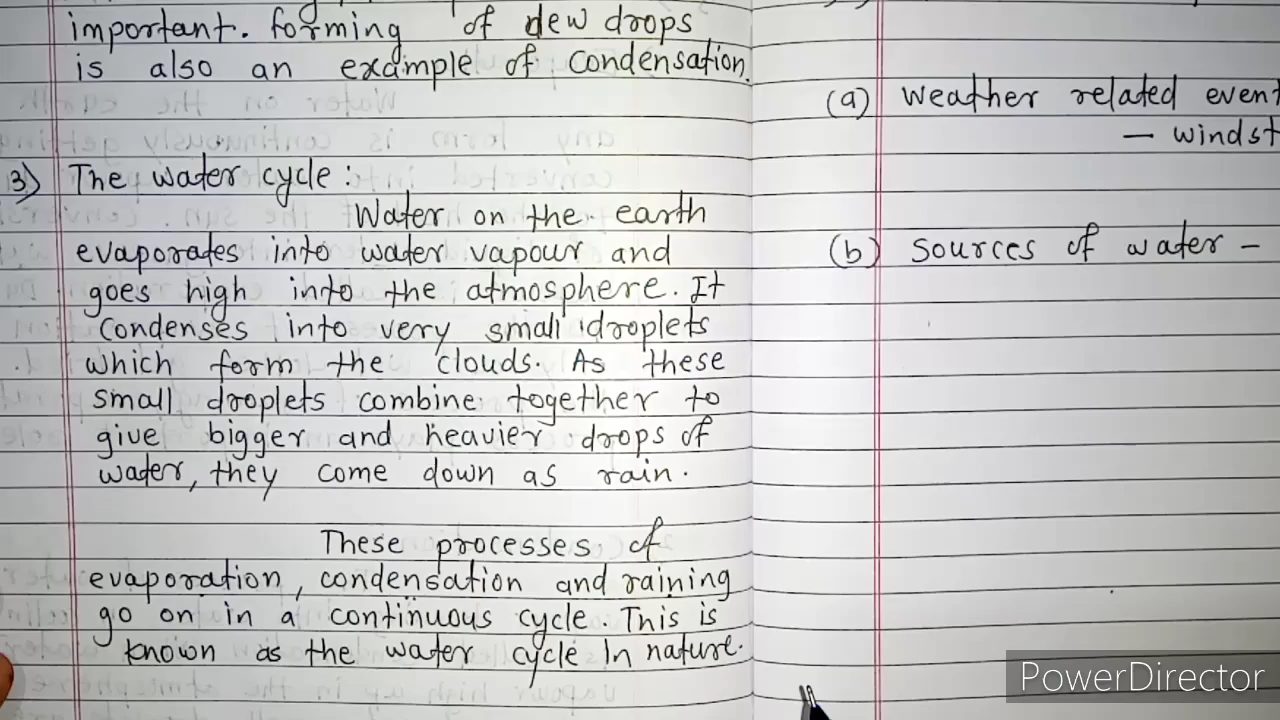 important. forming of dew drops
is also an example of condensation.
3) The water cycle :
Water on the earth
evaporates into water vapour and
goes high into the atmosphere. It
condenses into very small droplets
which form the clouds. As these
small droplets combine together to
give bigger and heavier drops of
water, they come down as rain.
These processes of
evaporation, condensation and raining
go on in a continuous cycle. This is
known as the water cycle In nature.
(a) Weather related event
— windst
(b) Sources of water –
PowerDirector